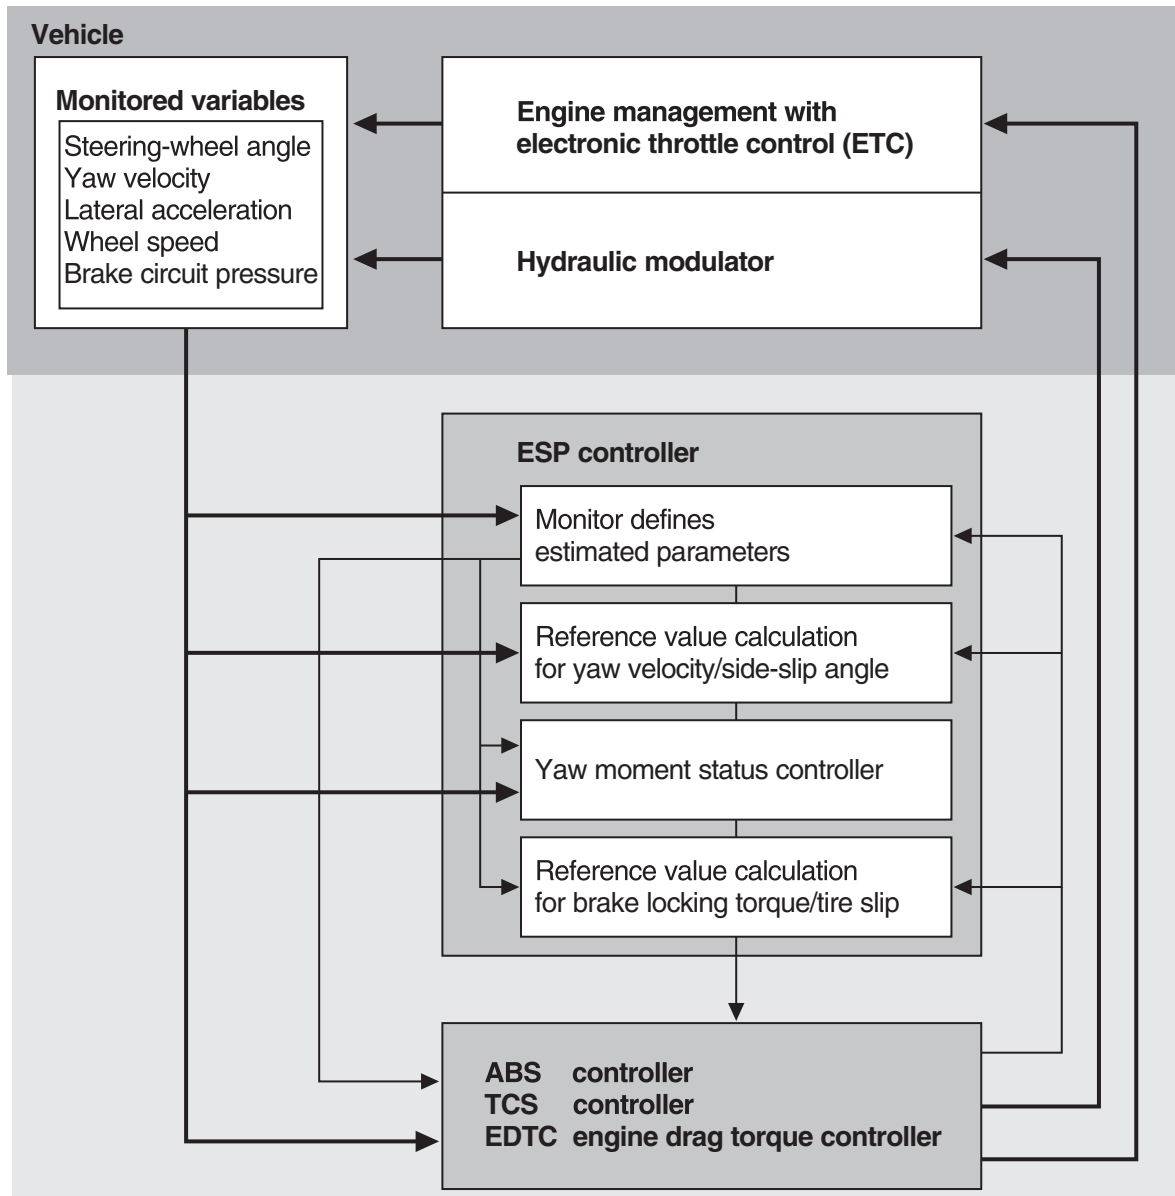 Vehicle
Monitored variables
Steering-wheel angle
Yaw velocity
Lateral acceleration
Wheel speed
Brake circuit pressure
Engine management with
electronic throttle control (ETC)
Hydraulic modulator
ESP controller
Monitor defines
estimated parameters
Reference value calculation
for yaw velocity/side-slip angle
Yaw moment status controller
Reference value calculation
for brake locking torque/tire slip
ABS controller
TCS controller
EDTC engine drag torque controller